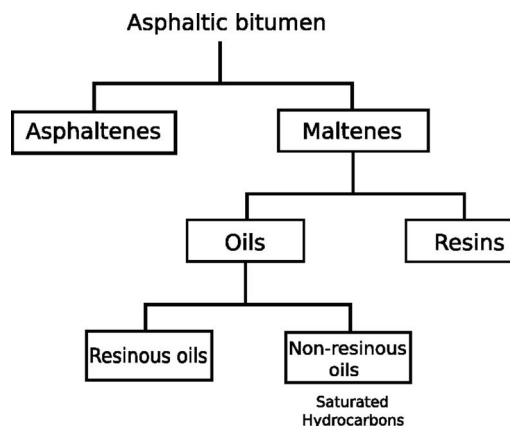 Asphaltic bitumen
Asphaltenes
Maltenes
Oils
Resins
Resinous oils
Non-resinous
oils
Saturated
Hydrocarbons